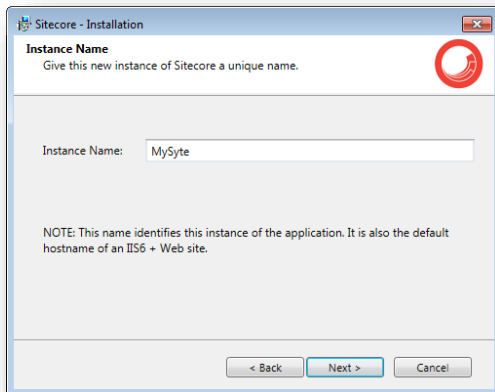 Sitecore - Installation
Instance Name
Give this new instance of Sitecore a unique name.
Instance Name: MySyte
NOTE: This name identifies this instance of the application. It is also the default
hostname of an IIS6 + Web site.
< Back Next > Cancel